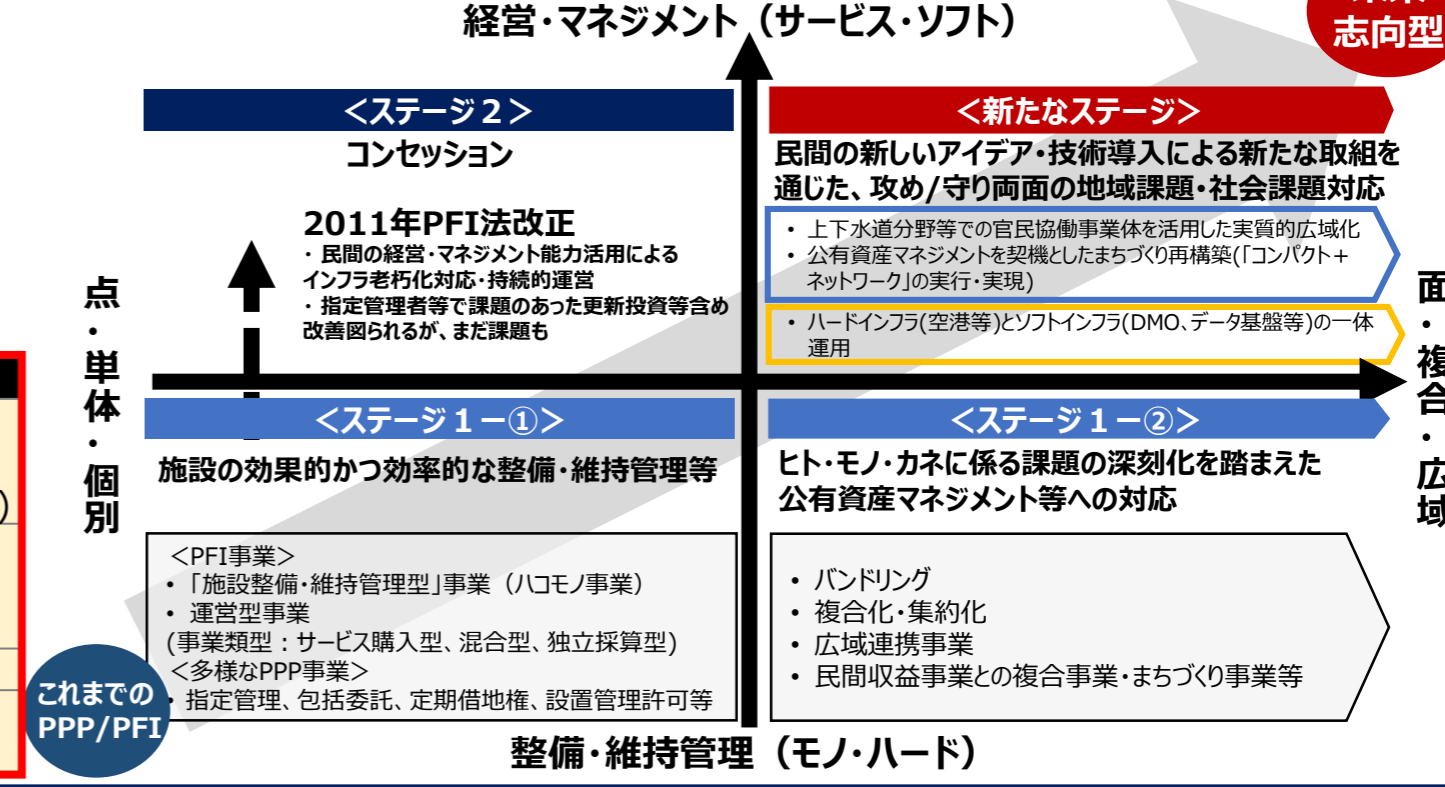 経営・マネジメント（サービス・ソフト）
志向型
＜ステージ２＞
コンセッション
2011年PFI法改正
・ 民間の経営・マネジメント能力活用による
インフラ老朽化対応・持続的運営
・ 指定管理者等で課題のあった更新投資等含め
改善図られるが、まだ課題も
＜新たなステージ＞
民間の新しいアイデア・技術導入による新たな取組を
通じた、攻め/守り両面の地域課題・社会課題対応
• 上下水道分野等での官民協働事業体を活用した実質的広域化
• 公有資産マネジメントを契機としたまちづくり再構築(「コンパクト＋
ネットワーク」の実行・実現)
• ハードインフラ(空港等)とソフトインフラ(DMO、データ基盤等)の一体
運用
点・単体・個別
面・複合・広域
＜ステージ１－①＞
施設の効果的かつ効率的な整備・維持管理等
＜PFI事業＞
• 「施設整備・維持管理型」事業（ハコモノ事業）
• 運営型事業
(事業類型：サービス購入型、混合型、独立採算型)
＜多様なPPP事業＞
• 指定管理、包括委託、定期借地権、設置管理許可等
＜ステージ１－②＞
ヒト・モノ・カネに係る課題の深刻化を踏まえた
公有資産マネジメント等への対応
• バンドリング
• 複合化・集約化
• 広域連携事業
• 民間収益事業との複合事業・まちづくり事業等
)
これまでの
PPP/PFI
整備・維持管理（モノ・ハード）